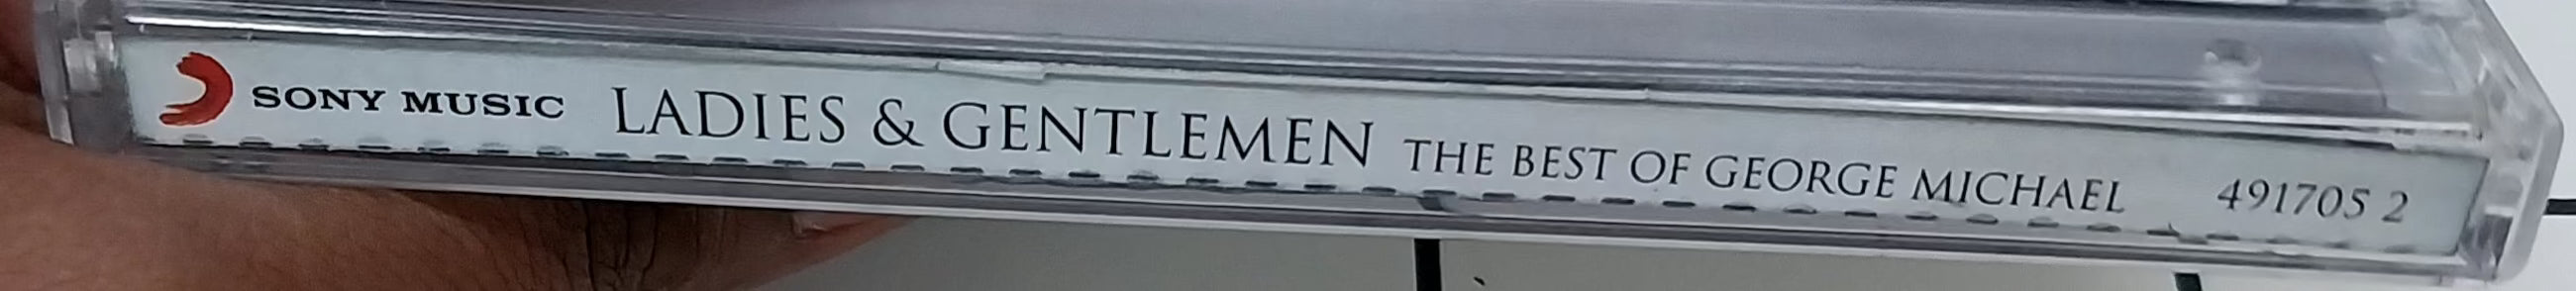 SONY MUSIC LADIES & GENTLEMEN THE BEST OF GEORGE MICHAEL 491705 2